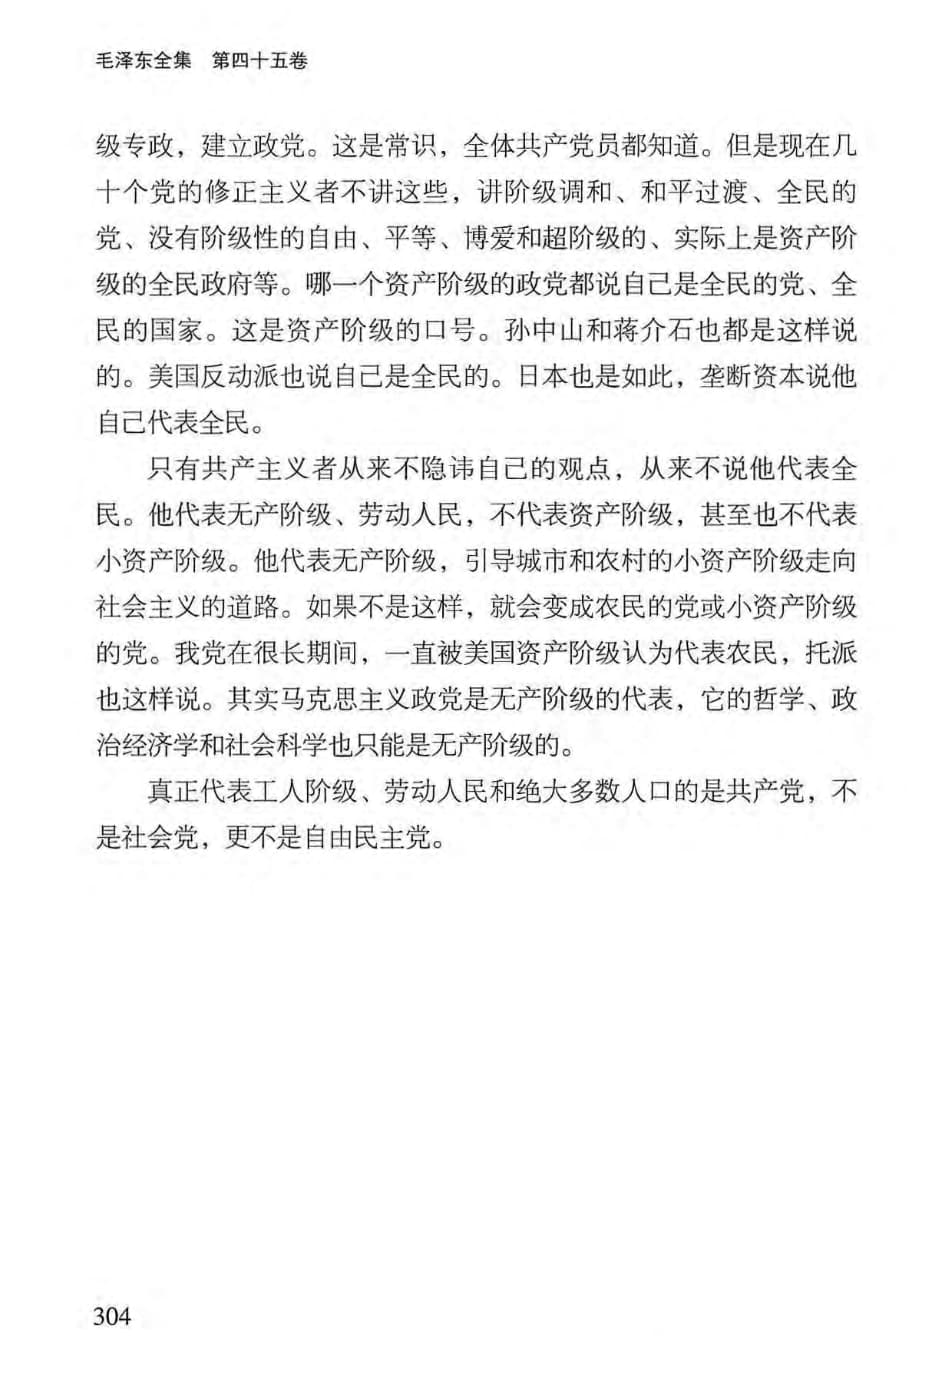 毛泽东全集 第四十五卷
级专政，建立政党。这是常识，全体共产党员都知道。但是现在几
十个党的修正主义者不讲这些，讲阶级调和、和平过渡、全民的
党、没有阶级性的自由、平等、博爱和超阶级的、实际上是资产阶
级的全民政府等。哪一个资产阶级的政党都说自己是全民的党、全
民的国家。这是资产阶级的口号。孙中山和蒋介石也都是这样说
的。美国反动派也说自己是全民的。日本也是如此，垄断资本说他
自己代表全民。
只有共产主义者从来不隐讳自己的观点，从来不说他代表全
民。他代表无产阶级、劳动人民，不代表资产阶级，甚至也不代表
小资产阶级。他代表无产阶级，引导城市和农村的小资产阶级走向
社会主义的道路。如果不是这样，就会变成农民的党或小资产阶级
的党。我党在很长期间，一直被美国资产阶级认为代表农民，托派
也这样说。其实马克思主义政党是无产阶级的代表，它的哲学、政
治经济学和社会科学也只能是无产阶级的。
真正代表工人阶级、劳动人民和绝大多数人口的是共产党，不
是社会党，更不是自由民主党。
304